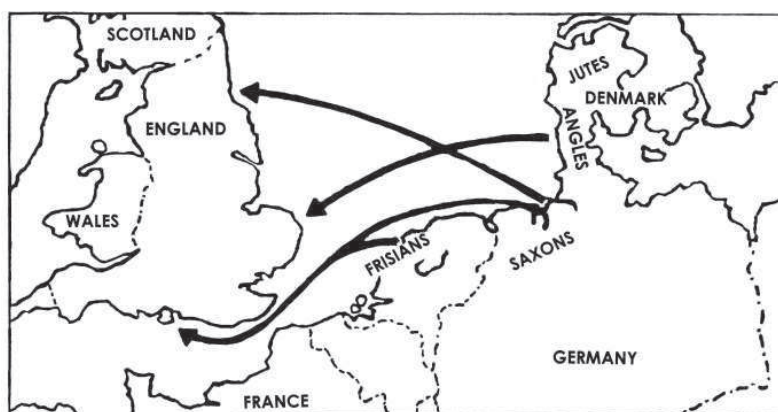 SCOTLAND
JUTES
DENMARK
ENGLAND
ANGLES
WALES
FRISIANS
SAXONS
GERMANY
FRANCE